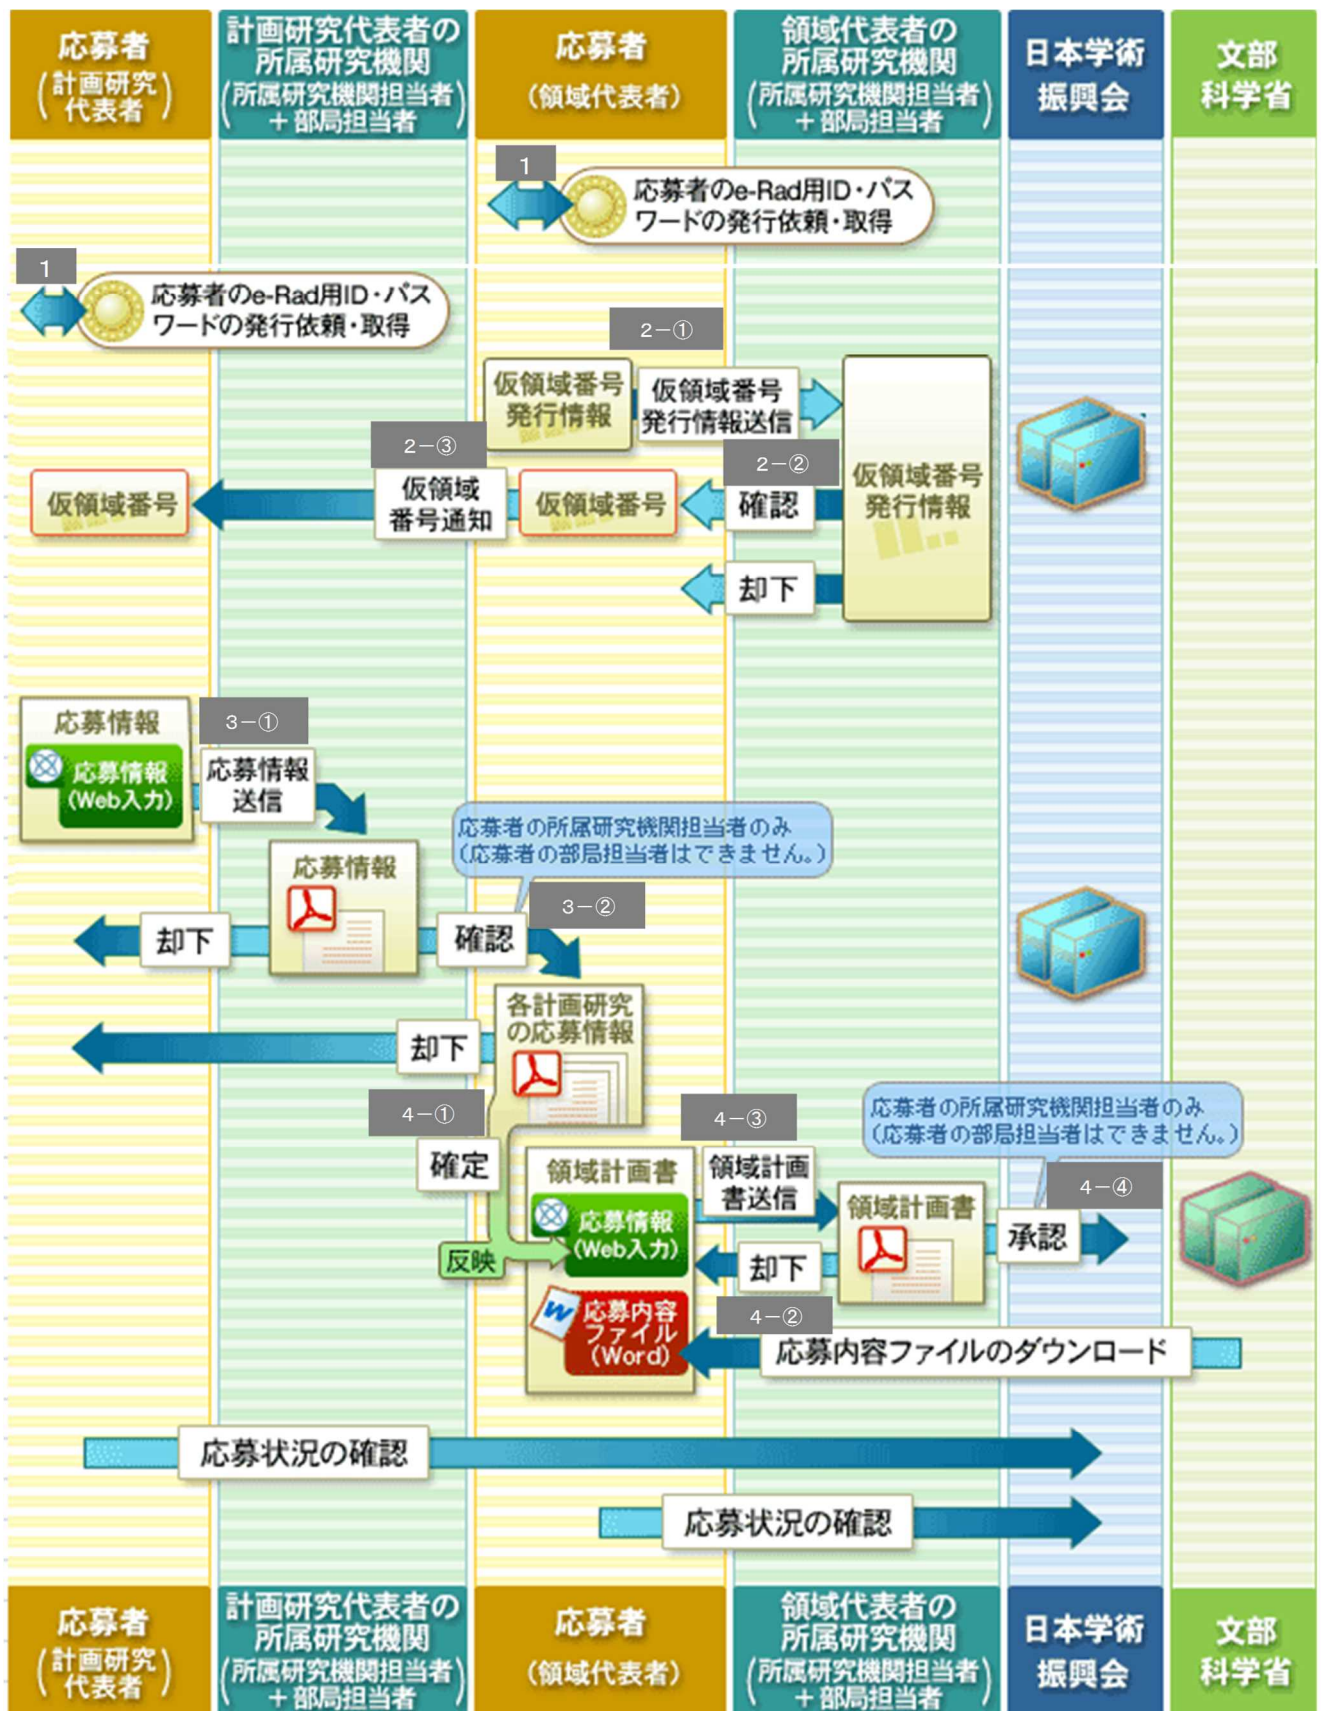 応募者
(計画研究
代表者)
計画研究代表者の
所属研究機関
(所属研究機関担当者
+部局担当者)
応募者
(領域代表者)
領域代表者の
所属研究機関
(所属研究機関担当者
+部局担当者)
日本学術
振興会
文部
科学省
1
応募者のe-Rad用ID・パス
ワードの発行依頼・取得
1
応募者のe-Rad用ID・パス
ワードの発行依頼・取得
2-①
仮領域番号
発行情報
仮領域番号
発行情報送信
2-③
2-②
仮領域番号
発行情報
仮領域番号
仮領域
番号通知
仮領域番号
確認
却下
応募情報
3-①
応募情報
(Web入力)
応募情報
送信
応募者の所属研究機関担当者のみ
(応募者の部局担当者はできません。)
応募情報
3-②
却下
確認
各計画研究
の応募情報
却下
4-①
4-③
応募者の所属研究機関担当者のみ
(応募者の部局担当者はできません。)
確定
領域計画書
領域計画
書送信
4-④
応募情報
(Web入力)
領域計画書
承認
反映
却下
4-②
W
応募内容
ファイル
(Word)
応募内容ファイルのダウンロード
応募状況の確認
応募状況の確認
応募者
(計画研究
代表者)
計画研究代表者の
所属研究機関
(所属研究機関担当者
+部局担当者)
応募者
(領域代表者)
領域代表者の
所属研究機関
(所属研究機関担当者
+部局担当者)
日本学術
振興会
文部
科学省